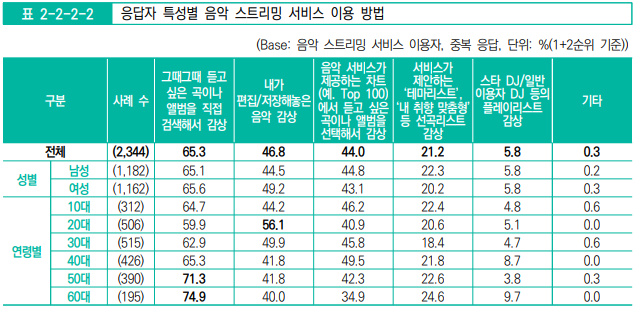 표 2-2-2-2 응답자 특성별 음악 스트리밍 서비스 이용 방법
(Base: 음악 스트리밍 서비스 이용자, 중복 응답, 단위: %(1+2순위 기준))
구분 사례 수 그때그때 듣고 싶은 곡이나 앨범을 직접 검색해서 감상 내가 편집/저장해놓은 음악 감상 음악 서비스가 제공하는 차트(예. Top 100)에서 듣고 싶은 곡이나 앨범을 선택해서 감상 서비스가 제안하는 '테마리스트', '내 취향 맞춤형' 등 선곡리스트 감상 스타 DJ/일반 이용자 DJ 등의 플레이리스트 감상 기타
전체 (2,344) 65.3 46.8 44.0 21.2 5.8 0.3
성별 남성 (1,182) 65.1 44.5 44.8 22.3 5.8 0.2
여성 (1,162) 65.6 49.2 43.1 20.2 5.8 0.3
연령별 10대 (312) 64.7 44.2 46.2 22.4 4.8 0.6
20대 (506) 59.9 56.1 40.9 20.6 5.1 0.0
30대 (515) 62.9 49.9 45.8 18.4 4.7 0.6
40대 (426) 65.3 41.8 49.5 21.8 8.7 0.0
50대 (390) 71.3 41.8 42.3 22.6 3.8 0.3
60대 (195) 74.9 40.0 34.9 24.6 9.7 0.0